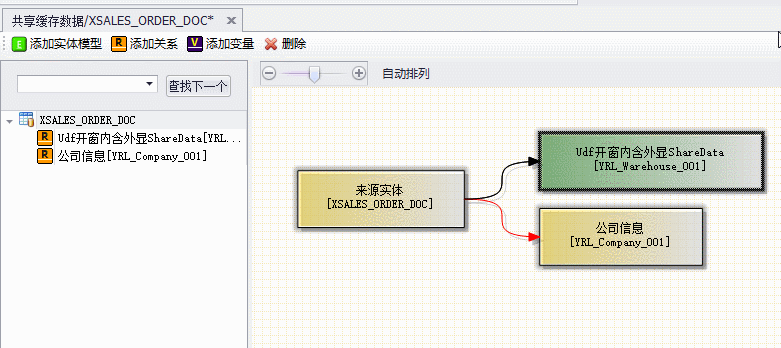 共享缓存数据/XSALES_ORDER_DOC*
E 添加实体模型 R 添加关系 V 添加变量 删除
查找下一个
自动排列
XSALES_ORDER_DOC
R Udf开窗内含外显ShareData[YRL...
R 公司信息[YRL_Company_001]
Udf开窗内含外显ShareData
[YRL_Warehouse_001]
来源实体
[XSALES_ORDER_DOC]
公司信息
[YRL_Company_001]